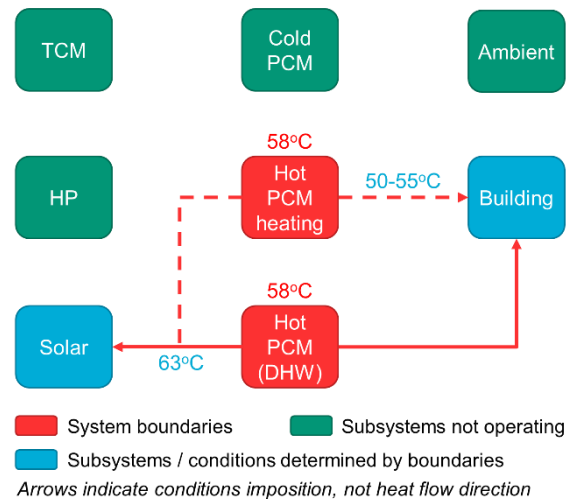 TCM
Cold
PCM
Ambient
58°C
HP
Hot
PCM
heating
50-55°C
Building
58°C
Solar
63°C
Hot
PCM
(DHW)
System boundaries
Subsystems not operating
Subsystems / conditions determined by boundaries
Arrows indicate conditions imposition, not heat flow direction